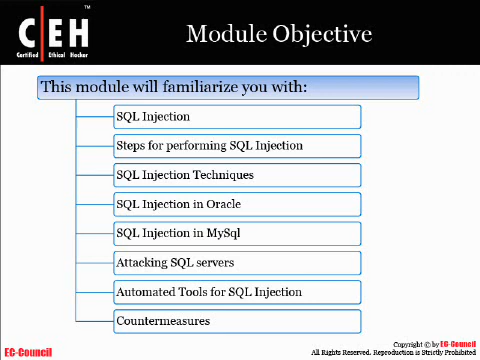 C|EH™
Certified Ethical Hacker
Module Objective
This module will familiarize you with:
SQL Injection
Steps for performing SQL Injection
SQL Injection Techniques
SQL Injection in Oracle
SQL Injection in MySql
Attacking SQL servers
Automated Tools for SQL Injection
Countermeasures
EC-Council
Copyright © by EC-Council
All Rights Reserved. Reproduction is Strictly Prohibited